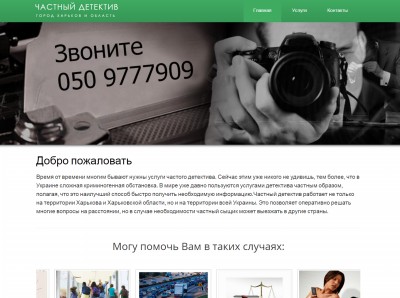 ЧАСТНЫЙ ДЕТЕКТИВ
ГОРОД ХАРЬКОВ И ОБЛАСТЬ
Главная Услуги Контакты
Звоните
050 9777909
Добро пожаловать
Время от времени многие бывают нужны услуги частого детектива. Сейчас этим уже никого не удивишь, тем более, что в
Украине сложная криминогенная обстановка. В мире уже давно пользуются услугами детектива частным образом,
полагая, что это наилучший способ быстро получить необходимую информацию.Частный детектив работает не только
на территории Харькова и Харьковской области, но и на территории всей Украины. Это позволяет оперативно решать
многие вопросы на расстоянии, но в случае необходимости частный сыщик может выезжать в другие страны.
Могу помочь Вам в таких случаях: